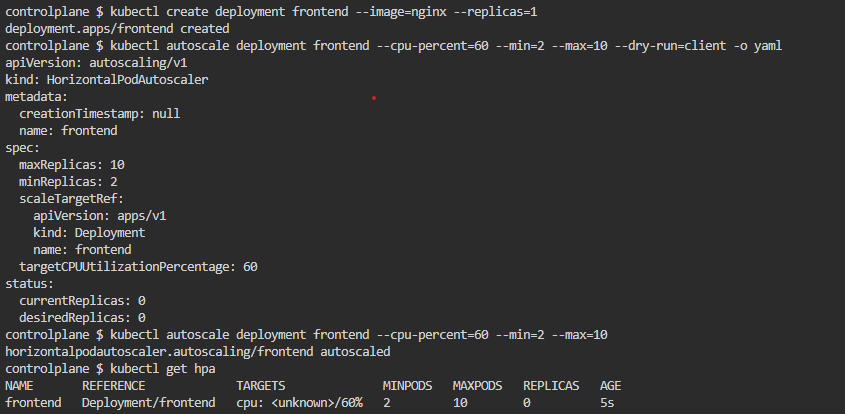 controlplane $ kubectl create deployment frontend --image=nginx --replicas=1
deployment.apps/frontend created
controlplane $ kubectl autoscale deployment frontend --cpu-percent=60 --min=2 --max=10 --dry-run=client -o yaml
apiVersion: autoscaling/v1
kind: HorizontalPodAutoscaler
metadata:
  creationTimestamp: null
  name: frontend
spec:
  maxReplicas: 10
  minReplicas: 2
  scaleTargetRef:
    apiVersion: apps/v1
    kind: Deployment
    name: frontend
  targetCPUUtilizationPercentage: 60
status:
  currentReplicas: 0
  desiredReplicas: 0
controlplane $ kubectl autoscale deployment frontend --cpu-percent=60 --min=2 --max=10
horizontalpodautoscaler.autoscaling/frontend autoscaled
controlplane $ kubectl get hpa
NAME       REFERENCE             TARGETS              MINPODS   MAXPODS   REPLICAS   AGE
frontend   Deployment/frontend   cpu: <unknown>/60%   2         10        0          5s